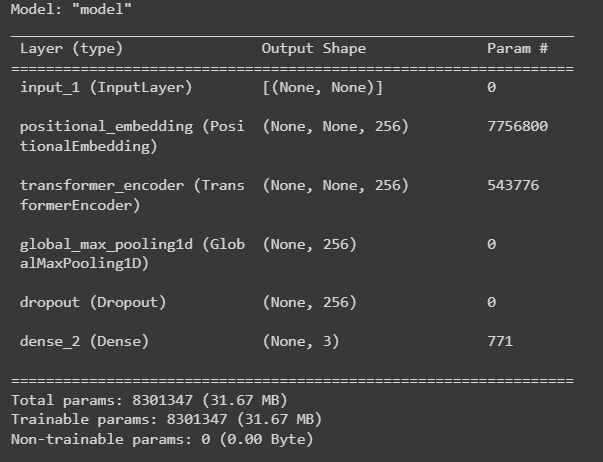 Model: "model"
_________________________________________________________________
Layer (type) Output Shape Param #
=================================================================
input_1 (InputLayer) [(None, None)] 0
positional_embedding (Posi (None, None, 256) 7756800
tionalEmbedding)
transformer_encoder (Trans (None, None, 256) 543776
formerEncoder)
global_max_pooling1d (Glob (None, 256) 0
alMaxPooling1D)
dropout (Dropout) (None, 256) 0
dense_2 (Dense) (None, 3) 771
=================================================================
Total params: 8301347 (31.67 MB)
Trainable params: 8301347 (31.67 MB)
Non-trainable params: 0 (0.00 Byte)